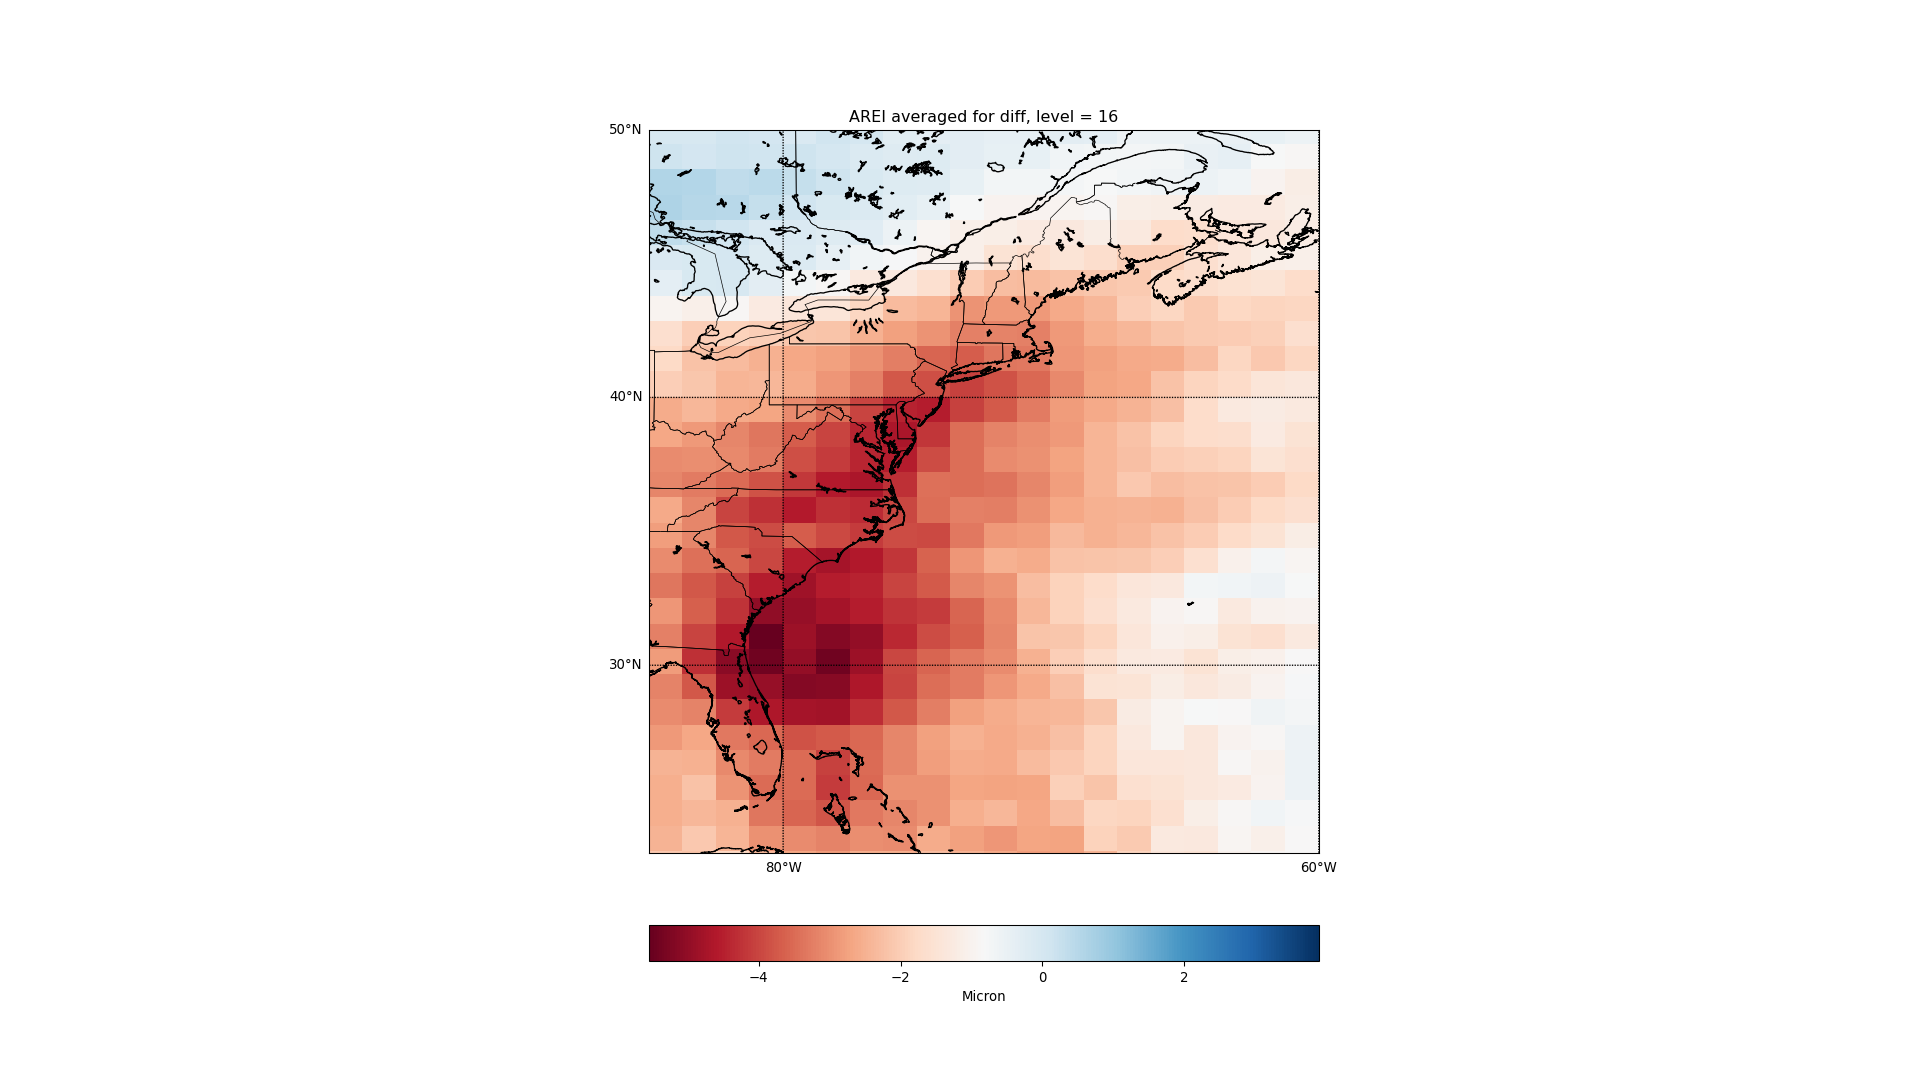 AREI averaged for diff, level = 16
50°N
40°N
30°N
80°W 60°W
−4 −2 0 2
Micron